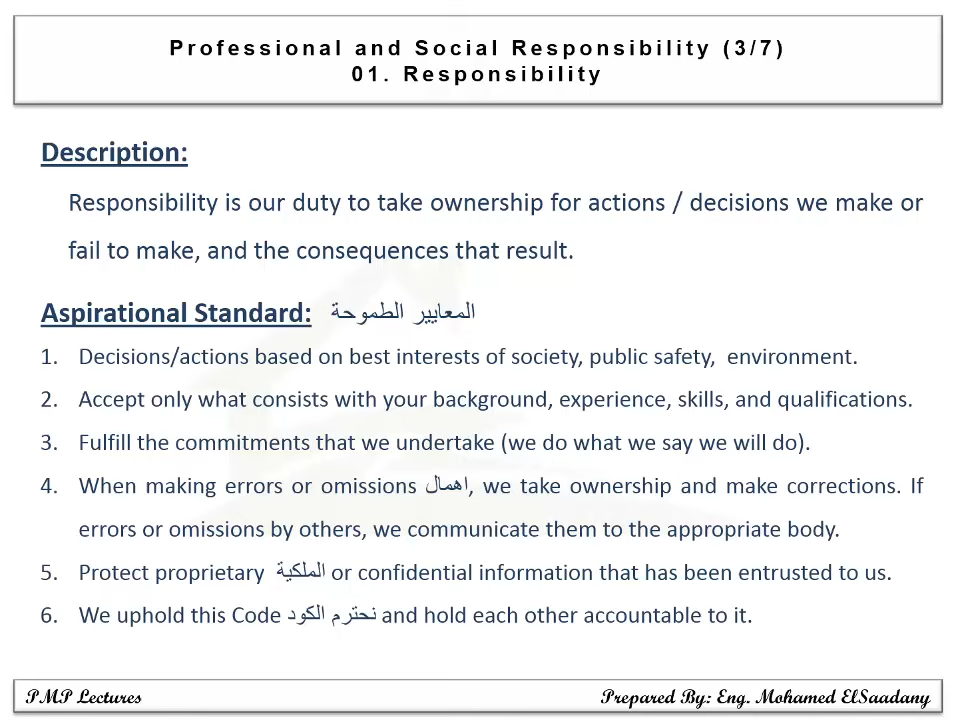 Professional and Social Responsibility (3/7)
01. Responsibility
Description:
Responsibility is our duty to take ownership for actions / decisions we make or
fail to make, and the consequences that result.
Aspirational Standard: المعايير الطموحة
1. Decisions/actions based on best interests of society, public safety, environment.
2. Accept only what consists with your background, experience, skills, and qualifications.
3. Fulfill the commitments that we undertake (we do what we say we will do).
4. When making errors or omissions اهمال, we take ownership and make corrections. If
errors or omissions by others, we communicate them to the appropriate body.
5. Protect proprietary الملكية or confidential information that has been entrusted to us.
6. We uphold this Code نحترم الكود and hold each other accountable to it.
PMP Lectures
Prepared By: Eng. Mohamed ElSaadany